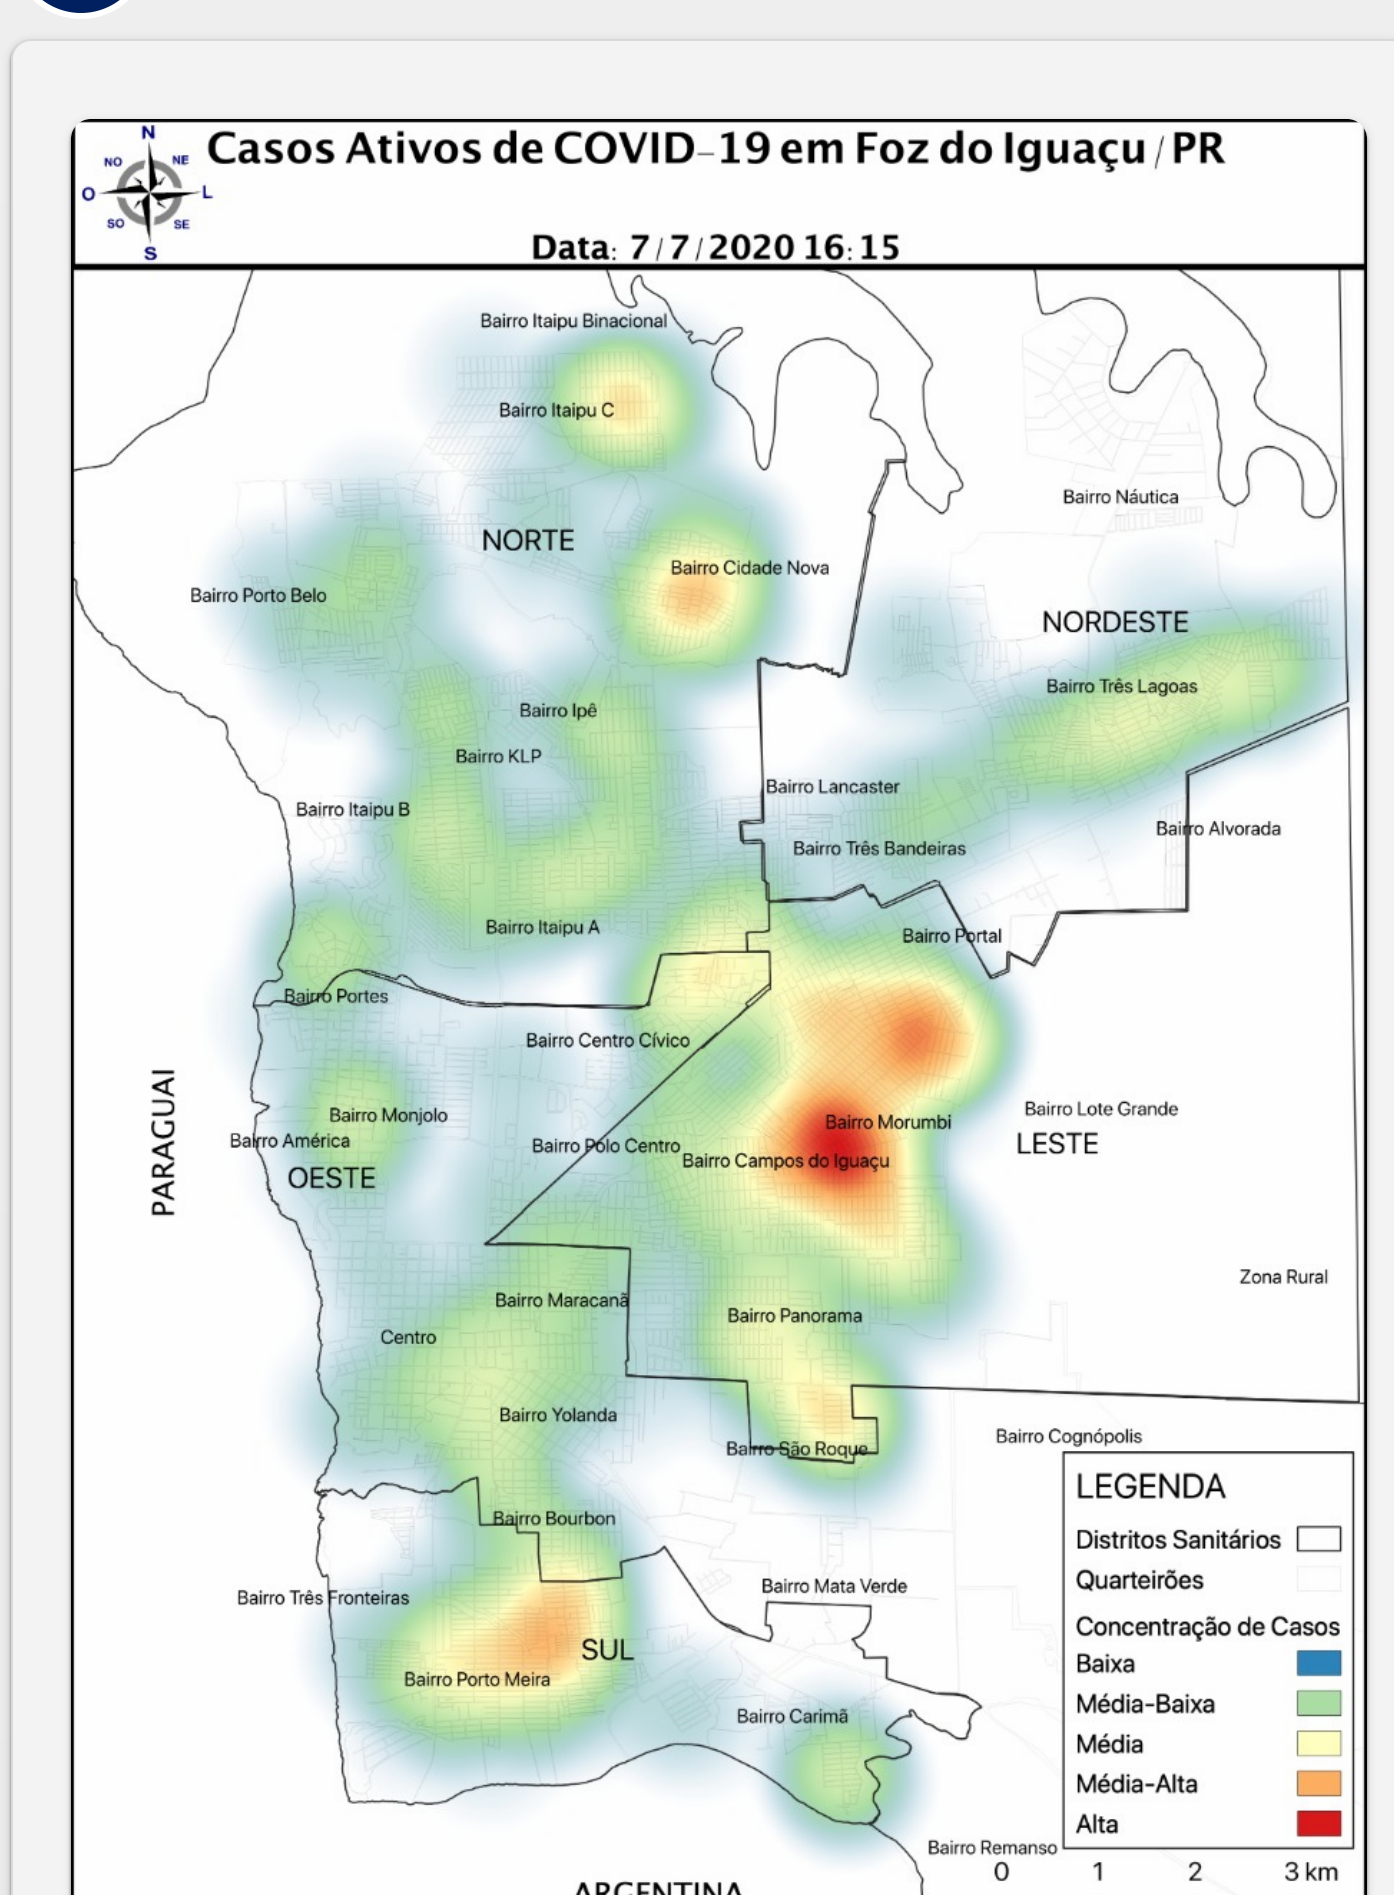 N
NO NE
O L
SO SE
S
Casos Ativos de COVID-19 em Foz do Iguaçu / PR
Data: 7/7/2020 16:15
Bairro Itaipu Binacional
Bairro Itaipu C
Bairro Náutica
NORTE
Bairro Cidade Nova
Bairro Porto Belo
NORDESTE
Bairro Três Lagoas
Bairro Ipê
Bairro KLP
Bairro Lancaster
Bairro Itaipu B
Bairro Alvorada
Bairro Três Bandeiras
Bairro Itaipu A
Bairro Portal
Bairro Portes
Bairro Centro Cívico
PARAGUAI
Bairro Monjolo
Bairro Morumbi
Bairro Lote Grande
Bairro América
Bairro Polo Centro
LESTE
Bairro Campos do Iguaçu
OESTE
Zona Rural
Bairro Maracanã
Bairro Panorama
Centro
Bairro Yolanda
Bairro São Roque
Bairro Cognópolis
LEGENDA
Distritos Sanitários
Quarteirões
Concentração de Casos
Baixa
Média-Baixa
Média
Média-Alta
Alta
Bairro Bourbon
Bairro Mata Verde
Bairro Três Fronteiras
SUL
Bairro Porto Meira
Bairro Carimã
Bairro Remanso
0 1 2 3 km
ARGENTINA